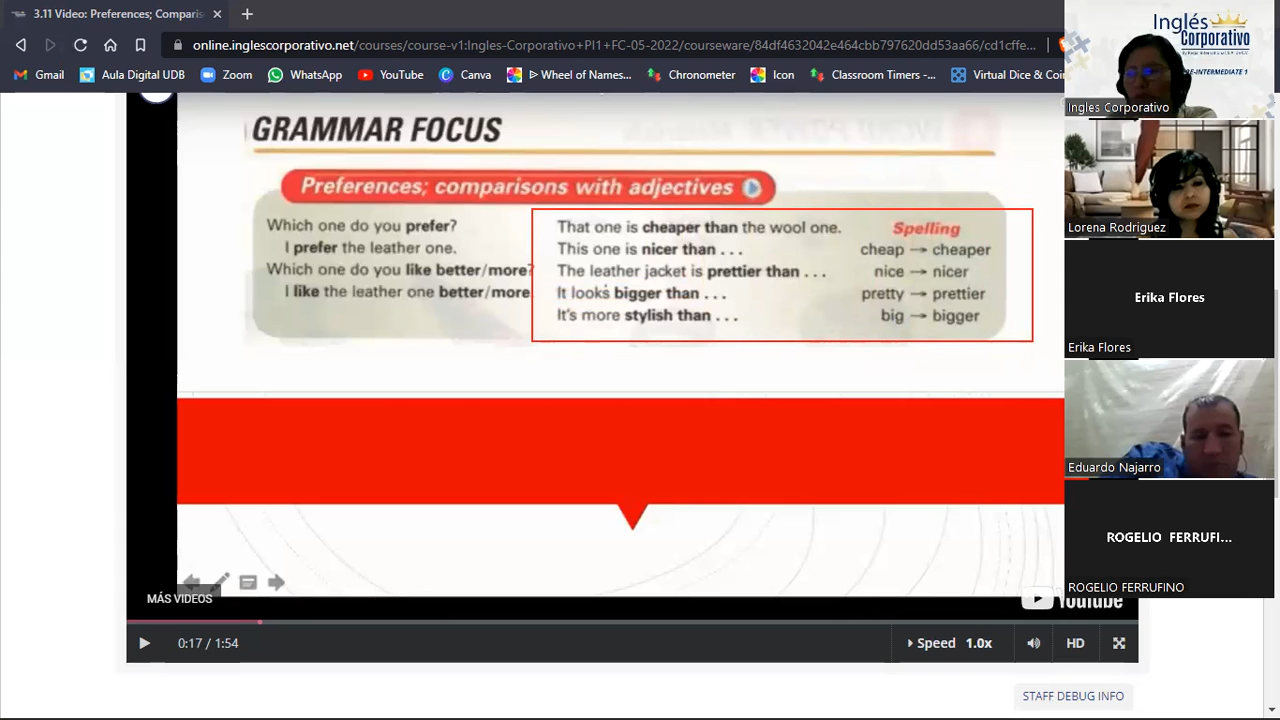 3.11 Video: Preferences; Comparis
online.inglescorporativo.net/courses/course-v1:Ingles-Corporativo+PI1+FC-05-2022/courseware/84df4632042e464cbb797620dd53aa66/cd1cffe...
Gmail
Aula Digital UDB
Zoom
WhatsApp
YouTube
Canva
ᐅ Wheel of Names...
Chronometer
Icon
Classroom Timers -...
Virtual Dice & Coi
GRAMMAR FOCUS
Preferences; comparisons with adjectives
Which one do you prefer?
I prefer the leather one.
Which one do you like better/more?
I like the leather one better/more.
That one is cheaper than the wool one.
This one is nicer than . . .
The leather jacket is prettier than . . .
It looks bigger than . . .
It's more stylish than . . .
Spelling
cheap → cheaper
nice → nicer
pretty → prettier
big → bigger
MÁS VIDEOS
YouTube
0:17 / 1:54
Speed 1.0x
HD
STAFF DEBUG INFO
Inglés
Corporativo
E-INTERMEDIATE 1
Ingles Corporativo
Lorena Rodriguez
Erika Flores
Erika Flores
Eduardo Najarro
ROGELIO FERRUFI...
ROGELIO FERRUFINO